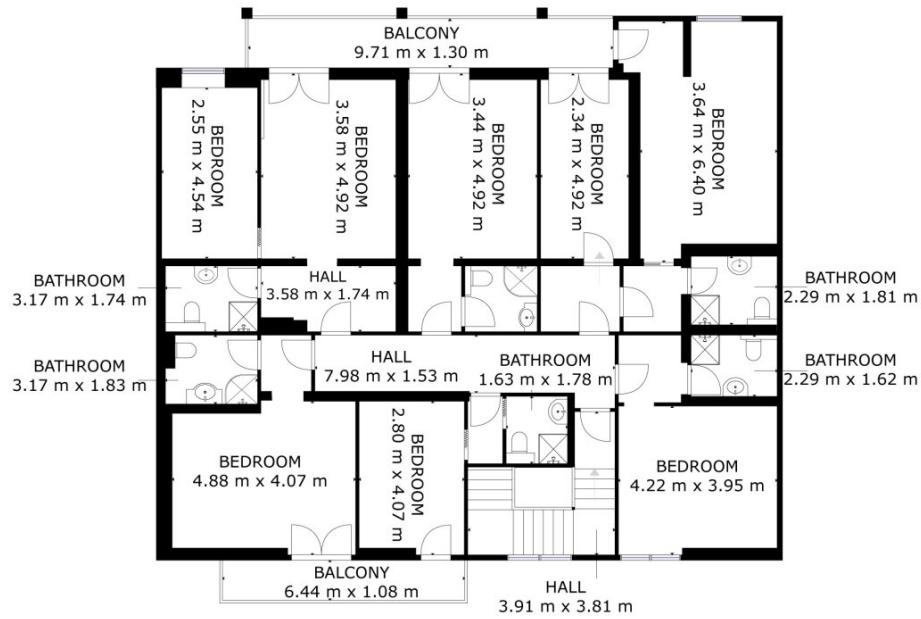 BALCONY
9.71 m x 1.30 m
BEDROOM
2.55 m x 4.54 m
BEDROOM
3.58 m x 4.92 m
BEDROOM
3.44 m x 4.92 m
BEDROOM
2.34 m x 4.92 m
BEDROOM
3.64 m x 6.40 m
BATHROOM
3.17 m x 1.74 m
HALL
3.58 m x 1.74 m
BATHROOM
2.29 m x 1.81 m
BATHROOM
3.17 m x 1.83 m
HALL
7.98 m x 1.53 m
BATHROOM
1.63 m x 1.78 m
BATHROOM
2.29 m x 1.62 m
BEDROOM
4.88 m x 4.07 m
BEDROOM
2.80 m x 4.07 m
BEDROOM
4.22 m x 3.95 m
BALCONY
6.44 m x 1.08 m
HALL
3.91 m x 3.81 m